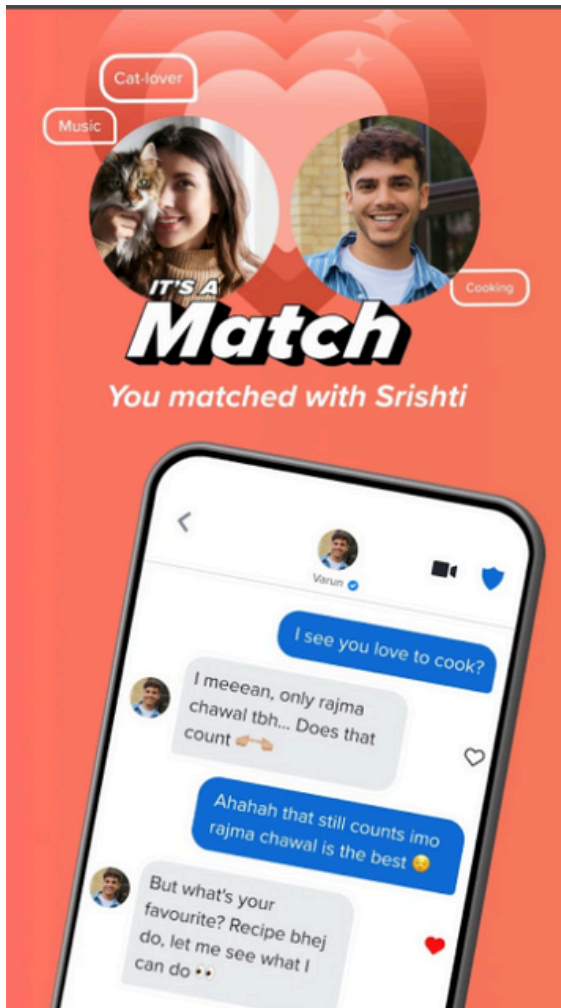 Cat-lover
Music
Cooking
IT'S A
Match
You matched with Srishti
Varun
I see you love to cook?
I meeean, only rajma
chawal tbh... Does that
count 🫱🏼🫲🏼
Ahahah that still counts imo
rajma chawal is the best 😌
But what's your
favourite? Recipe bhej
do, let me see what I
can do 👀